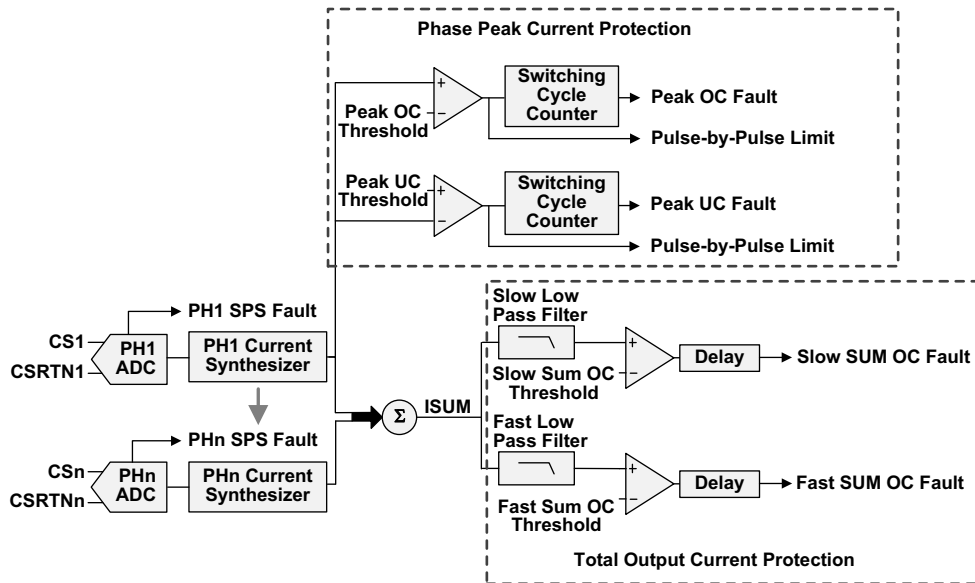 Phase Peak Current Protection
Peak OC
Threshold
+
−
Switching
Cycle
Counter
Peak OC Fault
Pulse-by-Pulse Limit
Peak UC
Threshold
+
−
Switching
Cycle
Counter
Peak UC Fault
Pulse-by-Pulse Limit
PH1 SPS Fault
CS1
CSRTN1
PH1
ADC
PH1 Current
Synthesizer
PHn SPS Fault
CSn
CSRTNn
PHn
ADC
PHn Current
Synthesizer
Σ
ISUM
Slow Low
Pass Filter
Slow Sum OC
Threshold
+
−
Delay
Slow SUM OC Fault
Fast Low
Pass Filter
Fast Sum OC
Threshold
+
−
Delay
Fast SUM OC Fault
Total Output Current Protection